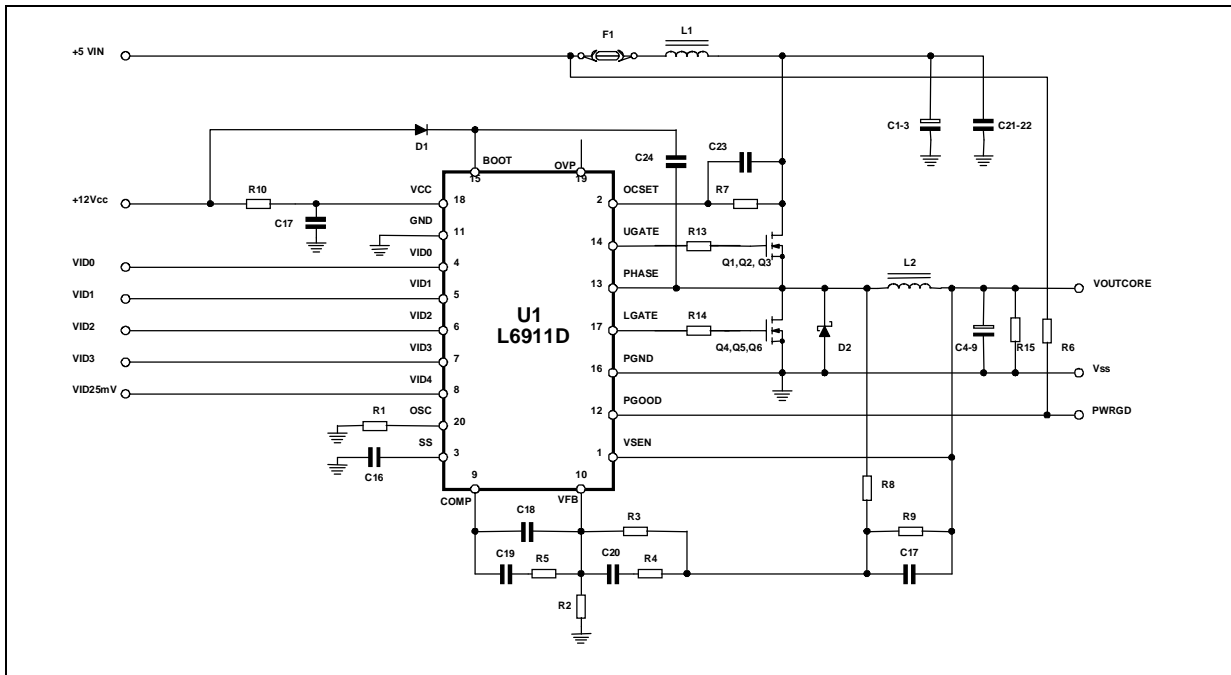 F1
L1
+5 VIN
C1-3
C21-22
D1
C24
C23
BOOT
OVP
15
19
R10
VCC
OCSET
R7
+12Vcc
18
2
C17
GND
UGATE
R13
11
14
VID0
VID0
PHASE
Q1,Q2, Q3
L2
4
13
VOUTCORE
VID1
VID1
5
U1
L6911D
LGATE
R14
VID2
VID2
6
17
D2
C4-9
R15
R6
Q4,Q5,Q6
VID3
VID3
PGND
7
16
Vss
VID25mV
VID4
PGOOD
8
12
PWRGD
R1
OSC
VSEN
20
1
SS
3
C16
9
10
R8
COMP
VFB
C18
R3
R9
C19
R5
C20
R4
C17
R2